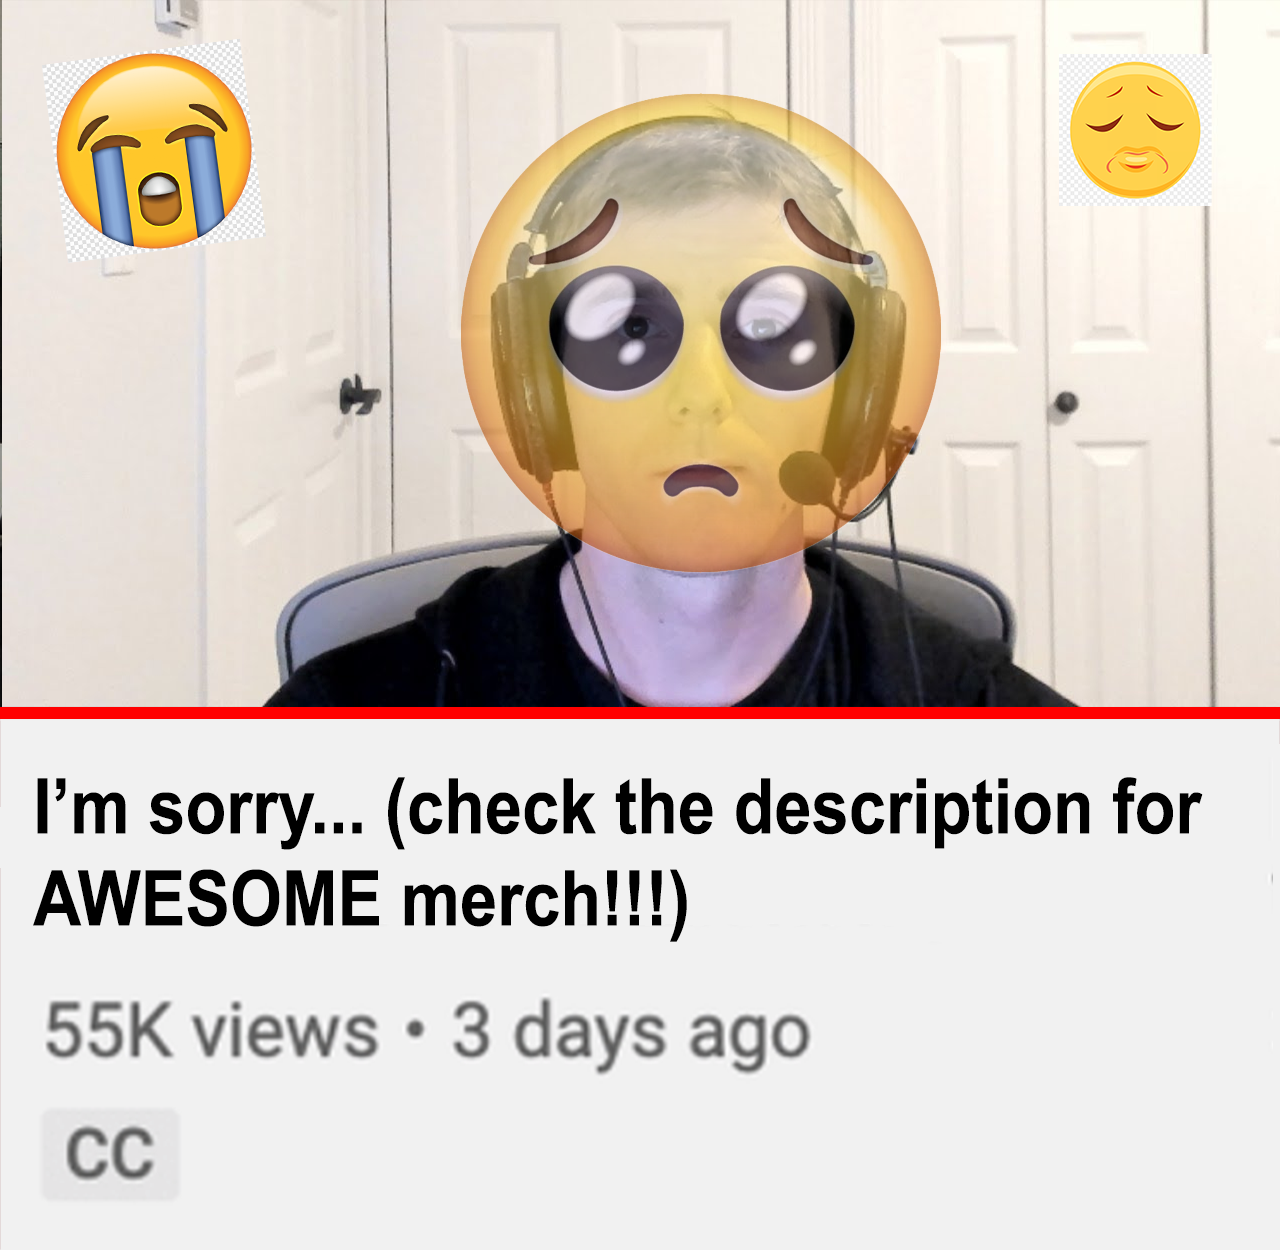 I’m sorry... (check the description for
AWESOME merch!!!)
55K views • 3 days ago
CC